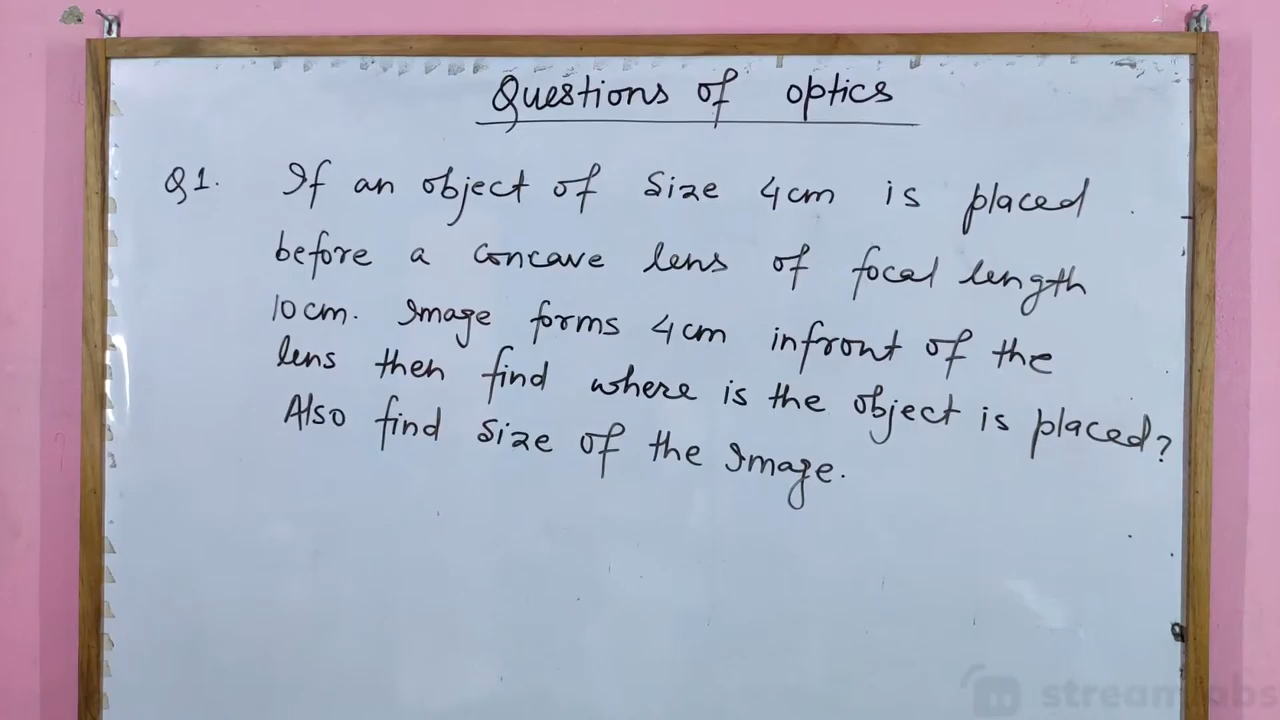 Questions of optics
Q1. If an object of size 4cm is placed
before a concave lens of focal length
10cm. Image forms 4cm infront of the
lens then find where is the object is placed?
Also find size of the Image.
streamlabs